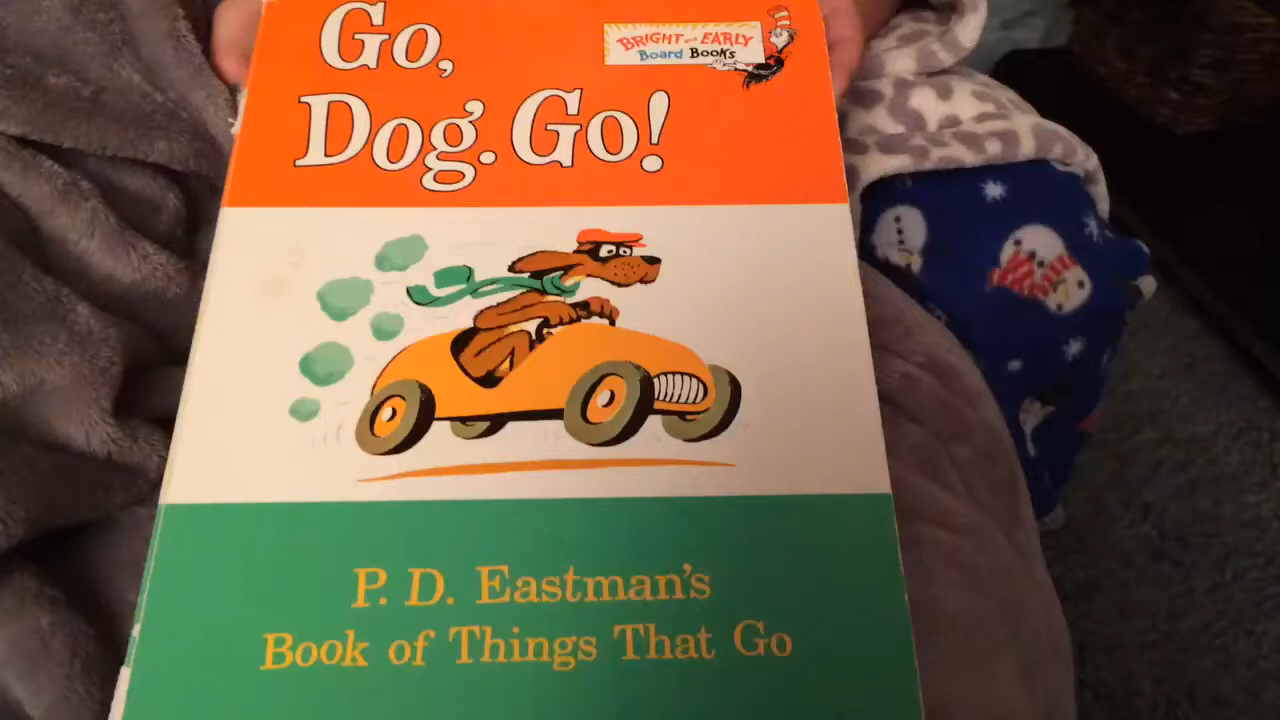 Go,
BRIGHT and EARLY
Board Books
Dog. Go!
P. D. Eastman's
Book of Things That Go